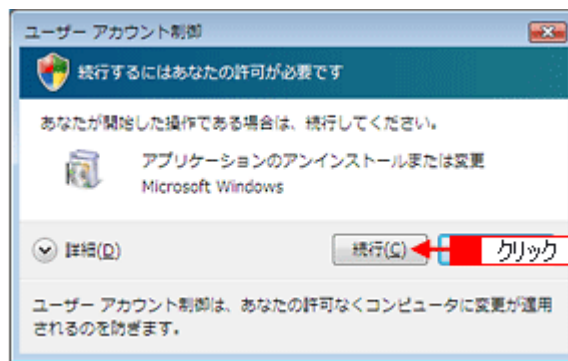 ユーザー アカウント制御
続行するにはあなたの許可が必要です
あなたが開始した操作である場合は、続行してください。
アプリケーションのアンインストールまたは変更
Microsoft Windows
詳細(D)
続行(C)
クリック
ユーザー アカウント制御は、あなたの許可なくコンピュータに変更が適用
されるのを防ぎます。